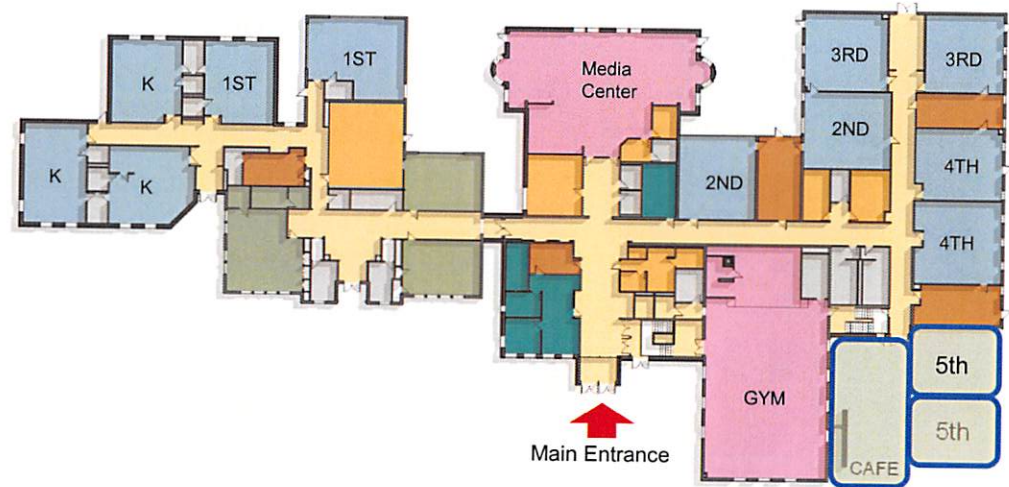 1ST
3RD
3RD
K
1ST
Media
Center
2ND
4TH
K
K
2ND
4TH
5th
GYM
5th
Main Entrance
CAFE